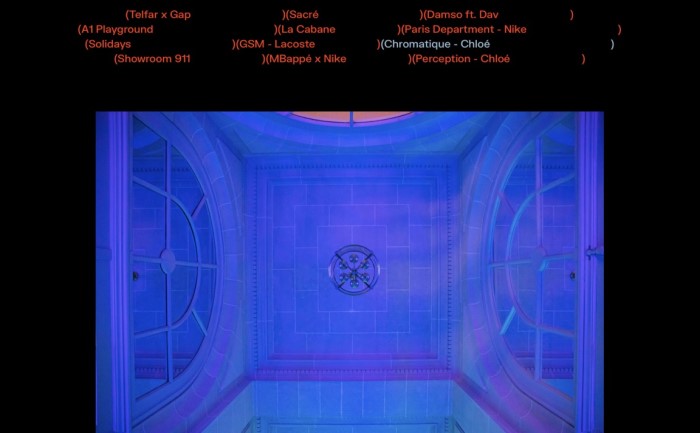 (Telfar x Gap )(Sacré )(Damso ft. Dav )
(A1 Playground )(La Cabane )(Paris Department - Nike )
(Solidays )(GSM - Lacoste )(Chromatique - Chloé )
(Showroom 911 )(MBappé x Nike )(Perception - Chloé )